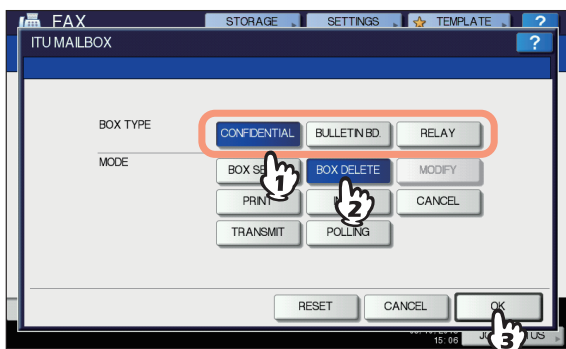 FAX STORAGE SETTINGS TEMPLATE ?
ITU MAILBOX ?
BOX TYPE CONFIDENTIAL BULLETIN BD. RELAY
MODE BOX BOX DELETE MODIFY
1 2
PRINT CANCEL
TRANSMIT POLLING
RESET CANCEL OK
3
15:06